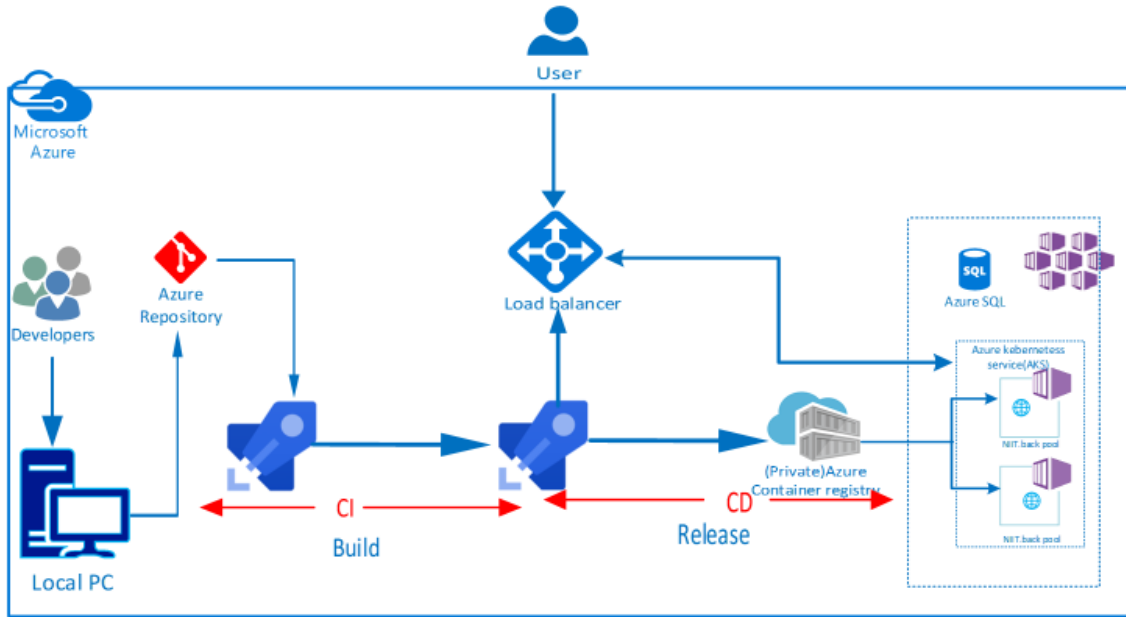 User
Microsoft
Azure
Developers
Azure
Repository
Load balancer
SQL
Azure SQL
Azure kebernetess
service(AKS)
NIIT.back pool
NIIT.back pool
(Private)Azure
Container registry
CI
Build
CD
Release
Local PC